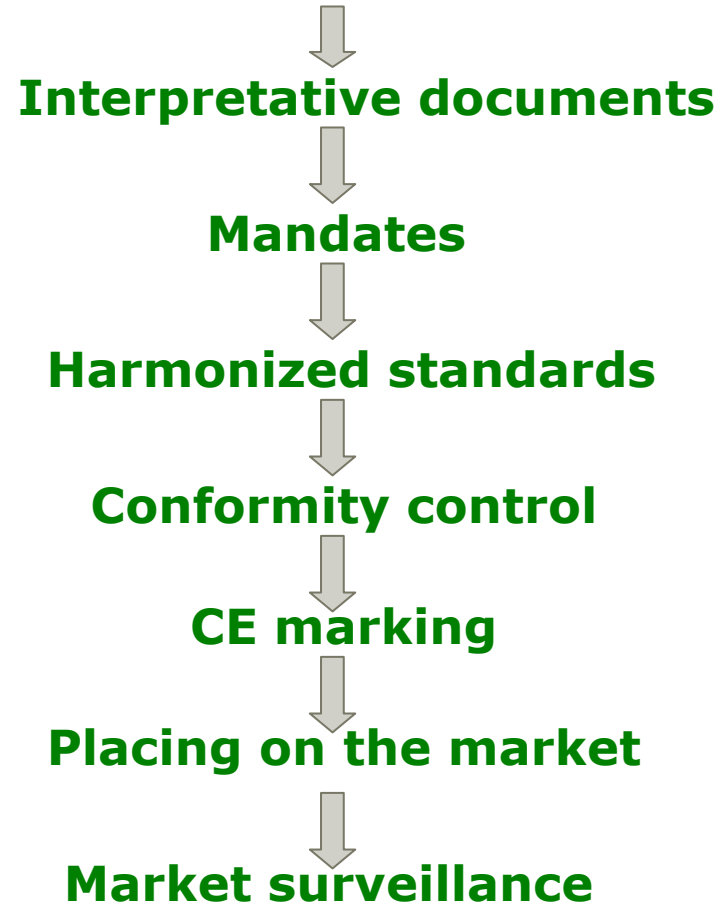 Interpretative documents
Mandates
Harmonized standards
Conformity control
CE marking
Placing on the market
Market surveillance